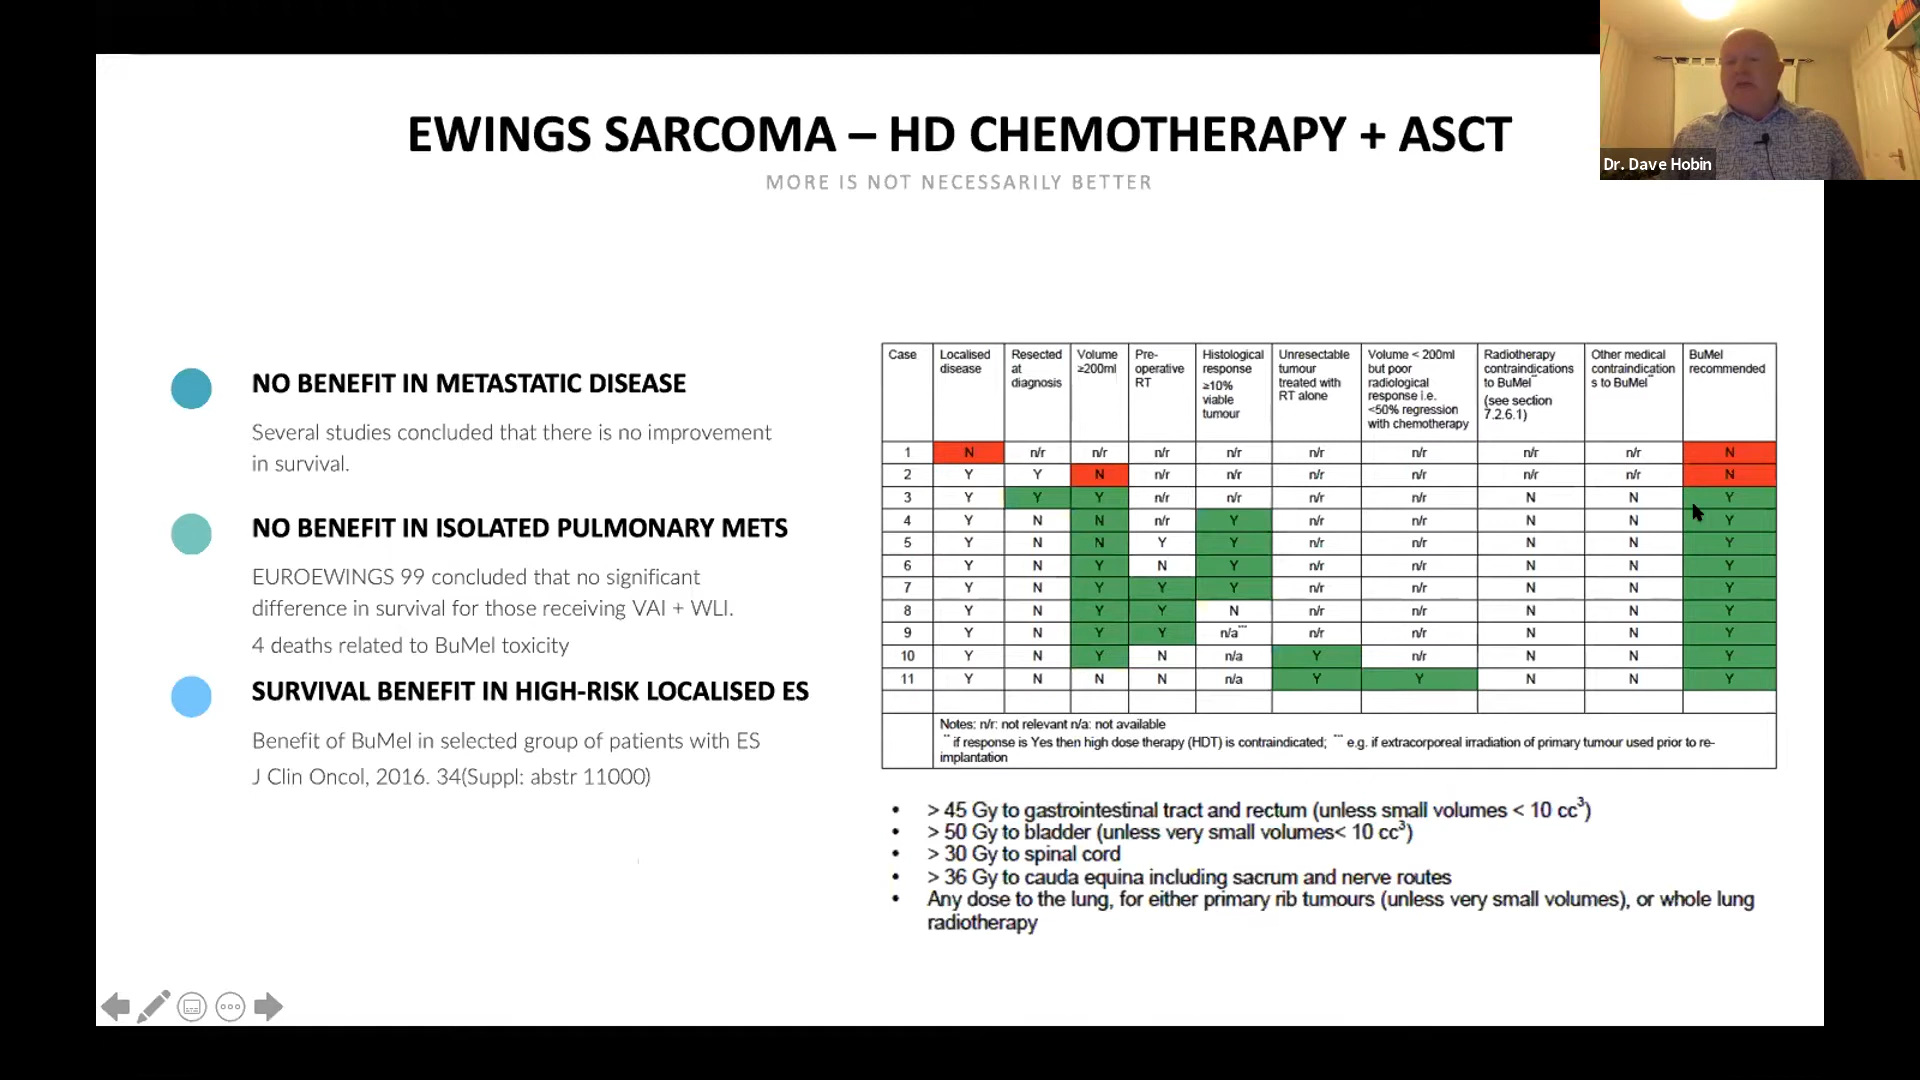 EWINGS SARCOMA – HD CHEMOTHERAPY + ASCT
MORE IS NOT NECESSARILY BETTER
Dr. Dave Hobin
NO BENEFIT IN METASTATIC DISEASE
Several studies concluded that there is no improvement
in survival.
NO BENEFIT IN ISOLATED PULMONARY METS
EUROEWINGS 99 concluded that no significant
difference in survival for those receiving VAI + WLI.
4 deaths related to BuMel toxicity
SURVIVAL BENEFIT IN HIGH-RISK LOCALISED ES
Benefit of BuMel in selected group of patients with ES
J Clin Oncol, 2016. 34(Suppl: abstr 11000)
Case Localised disease Resected at diagnosis Volume ≥200ml Pre-operative RT Histological response ≥10% viable tumour Unresectable tumour treated with RT alone Volume < 200ml but poor radiological response i.e. <50% regression with chemotherapy Radiotherapy contraindications to BuMel** (see section 7.2.6.1) Other medical contraindications to BuMel** BuMel recommended
1 N n/r n/r n/r n/r n/r n/r n/r n/r N
2 Y Y N n/r n/r n/r n/r n/r n/r N
3 Y Y Y n/r n/r n/r n/r N N Y
4 Y N N n/r Y n/r n/r N N Y
5 Y N N Y Y n/r n/r N N Y
6 Y N Y N Y n/r n/r N N Y
7 Y N Y Y Y n/r n/r N N Y
8 Y N Y Y N n/r n/r N N Y
9 Y N Y Y n/a*** n/r n/r N N Y
10 Y N Y N n/a Y n/r N N Y
11 Y N N N n/a Y Y N N Y
Notes: n/r: not relevant n/a: not available
** if response is Yes then high dose therapy (HDT) is contraindicated; *** e.g. if extracorporeal irradiation of primary tumour used prior to re-
implantation
• > 45 Gy to gastrointestinal tract and rectum (unless small volumes < 10 cc³)
• > 50 Gy to bladder (unless very small volumes< 10 cc³)
• > 30 Gy to spinal cord
• > 36 Gy to cauda equina including sacrum and nerve routes
• Any dose to the lung, for either primary rib tumours (unless very small volumes), or whole lung
radiotherapy